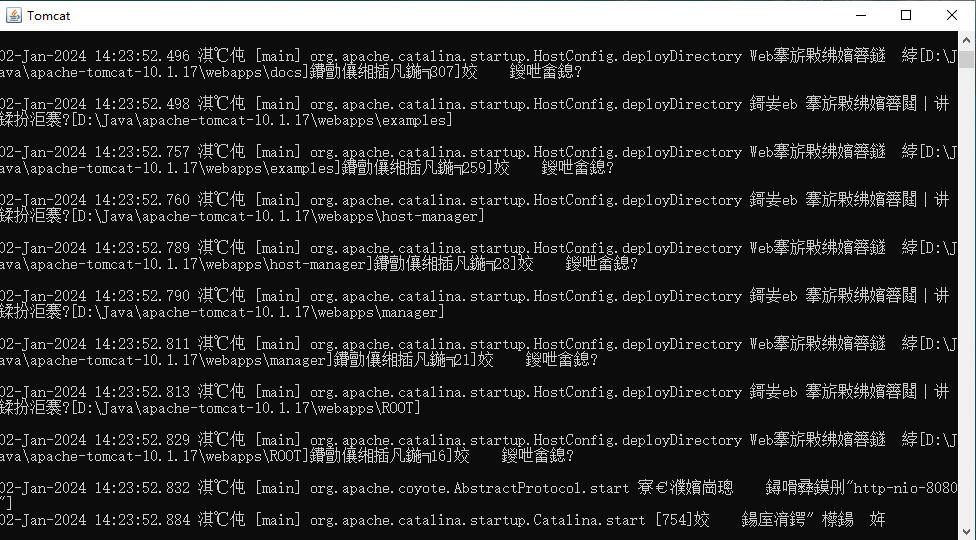 Tomcat
02-Jan-2024 14:23:52.496 淇℃伅 [main] org.apache.catalina.startup.HostConfig.deployDirectory Web搴旂敤绋嬪簭鐩綍[D:\J
ava\apache-tomcat-10.1.17\webapps\docs]鐨勯儴缃插凡鍦╗307]姣鍐呭畬鎴?
02-Jan-2024 14:23:52.498 淇℃伅 [main] org.apache.catalina.startup.HostConfig.deployDirectory 鎶妛eb 搴旂敤绋嬪簭閮ㄧ讲
鍒扮洰褰?[D:\Java\apache-tomcat-10.1.17\webapps\examples]
02-Jan-2024 14:23:52.757 淇℃伅 [main] org.apache.catalina.startup.HostConfig.deployDirectory Web搴旂敤绋嬪簭鐩綍[D:\J
ava\apache-tomcat-10.1.17\webapps\examples]鐨勯儴缃插凡鍦╗259]姣鍐呭畬鎴?
02-Jan-2024 14:23:52.760 淇℃伅 [main] org.apache.catalina.startup.HostConfig.deployDirectory 鎶妛eb 搴旂敤绋嬪簭閮ㄧ讲
鍒扮洰褰?[D:\Java\apache-tomcat-10.1.17\webapps\host-manager]
02-Jan-2024 14:23:52.789 淇℃伅 [main] org.apache.catalina.startup.HostConfig.deployDirectory Web搴旂敤绋嬪簭鐩綍[D:\J
ava\apache-tomcat-10.1.17\webapps\host-manager]鐨勯儴缃插凡鍦╗28]姣鍐呭畬鎴?
02-Jan-2024 14:23:52.790 淇℃伅 [main] org.apache.catalina.startup.HostConfig.deployDirectory 鎶妛eb 搴旂敤绋嬪簭閮ㄧ讲
鍒扮洰褰?[D:\Java\apache-tomcat-10.1.17\webapps\manager]
02-Jan-2024 14:23:52.811 淇℃伅 [main] org.apache.catalina.startup.HostConfig.deployDirectory Web搴旂敤绋嬪簭鐩綍[D:\J
ava\apache-tomcat-10.1.17\webapps\manager]鐨勯儴缃插凡鍦╗21]姣鍐呭畬鎴?
02-Jan-2024 14:23:52.813 淇℃伅 [main] org.apache.catalina.startup.HostConfig.deployDirectory 鎶妛eb 搴旂敤绋嬪簭閮ㄧ讲
鍒扮洰褰?[D:\Java\apache-tomcat-10.1.17\webapps\ROOT]
02-Jan-2024 14:23:52.829 淇℃伅 [main] org.apache.catalina.startup.HostConfig.deployDirectory Web搴旂敤绋嬪簭鐩綍[D:\J
ava\apache-tomcat-10.1.17\webapps\ROOT]鐨勯儴缃插凡鍦╗16]姣鍐呭畬鎴?
02-Jan-2024 14:23:52.832 淇℃伅 [main] org.apache.coyote.AbstractProtocol.start "http-nio-8080
"]
02-Jan-2024 14:23:52.884 淇℃伅 [main] org.apache.catalina.startup.Catalina.start [754]姣